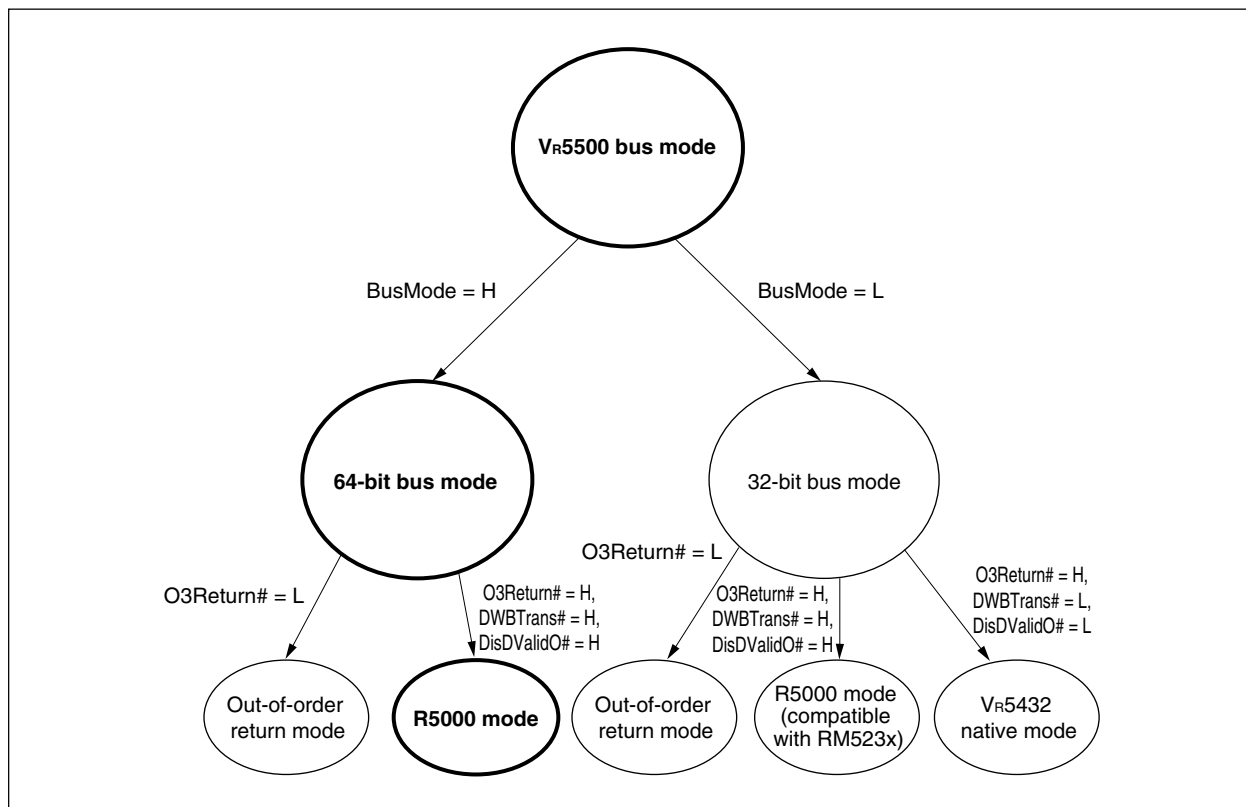 VR5500 bus mode
BusMode = H
BusMode = L
64-bit bus mode
32-bit bus mode
O3Return# = L
O3Return# = H,
DWBTrans# = H,
DisDValidO# = H
O3Return# = L
O3Return# = H,
DWBTrans# = H,
DisDValidO# = H
O3Return# = H,
DWBTrans# = L,
DisDValidO# = L
Out-of-order
return mode
R5000 mode
Out-of-order
return mode
R5000 mode
(compatible
with RM523x)
VR5432
native mode